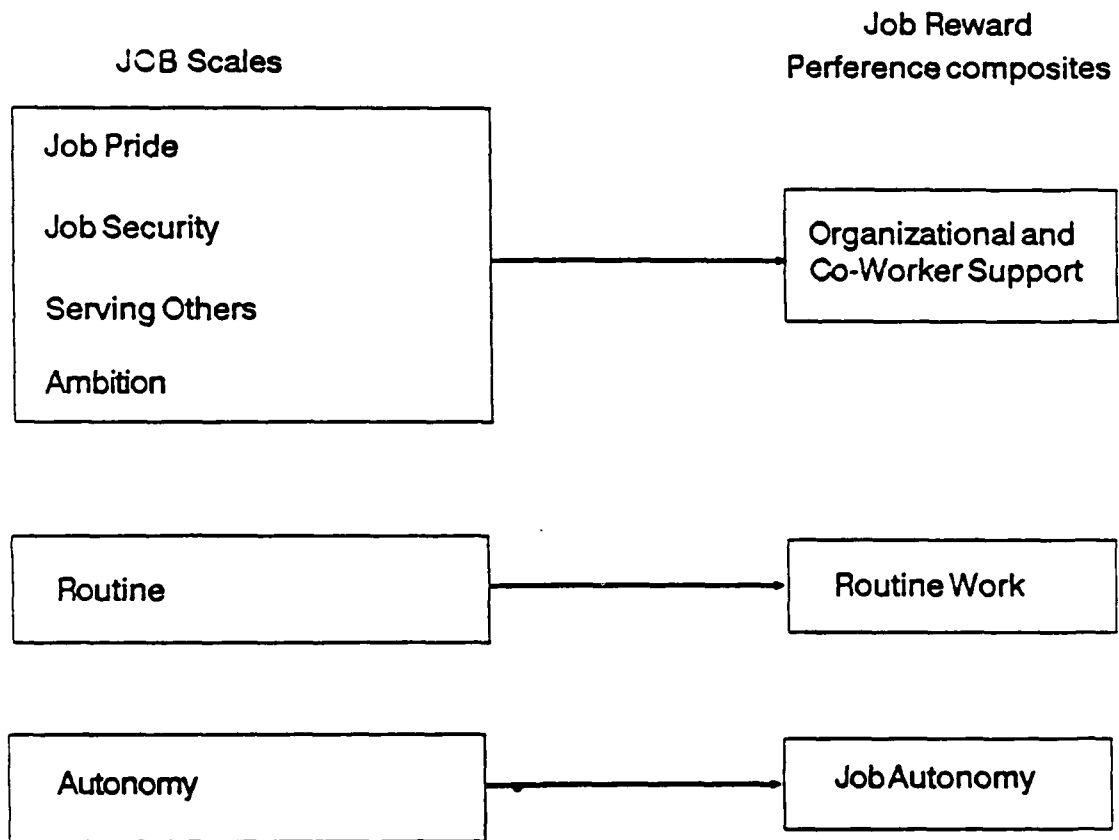 JOB Scales
Job Reward
Perference composites
Job Pride
Job Security
Serving Others
Ambition
Organizational and
Co-Worker Support
Routine
Routine Work
Autonomy
Job Autonomy